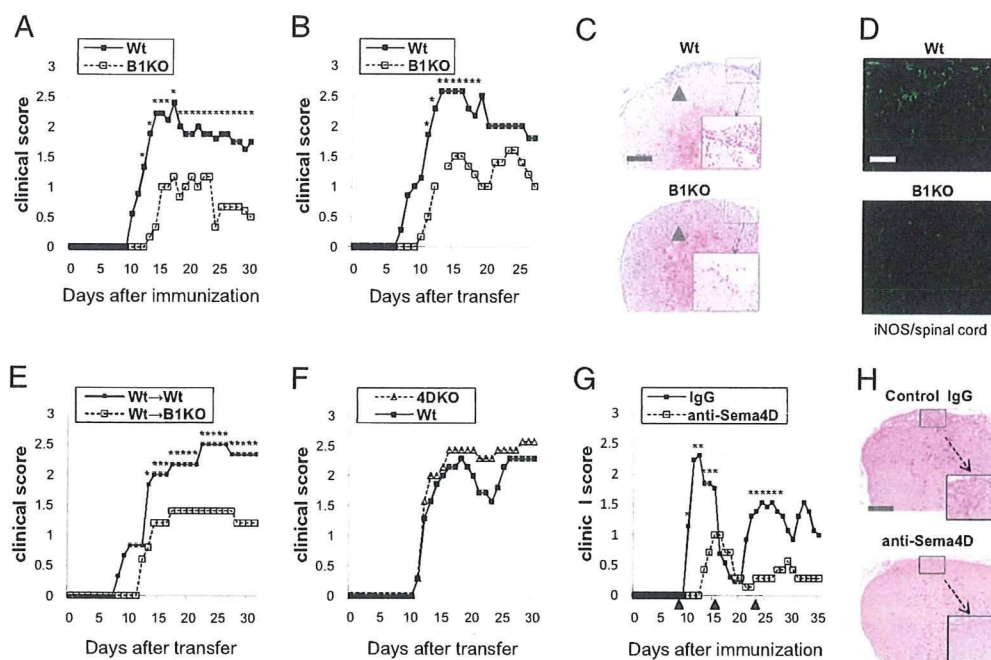 A
Wt
B1KO
clinical score
3
2.5
2
1.5
1
0.5
0
0 5 10 15 20 25 30
Days after immunization
B
Wt
B1KO
clinical score
3
2.5
2
1.5
1
0.5
0
0 5 10 15 20 25
Days after transfer
C
Wt
B1KO
D
Wt
B1KO
iNOS/spinal cord
E
Wt→Wt
Wt→B1KO
clinical score
3
2.5
2
1.5
1
0.5
0
0 5 10 15 20 25 30
Days after transfer
F
4DKO
Wt
clinical score
3
2.5
2
1.5
1
0.5
0
0 5 10 15 20 25 30
Days after transfer
G
IgG
anti-Sema4D
clinic l score
3
2.5
2
1.5
1
0.5
0
0 5 10 15 20 25 30 35
Days after immunization
H
Control IgG
anti-Sema4D